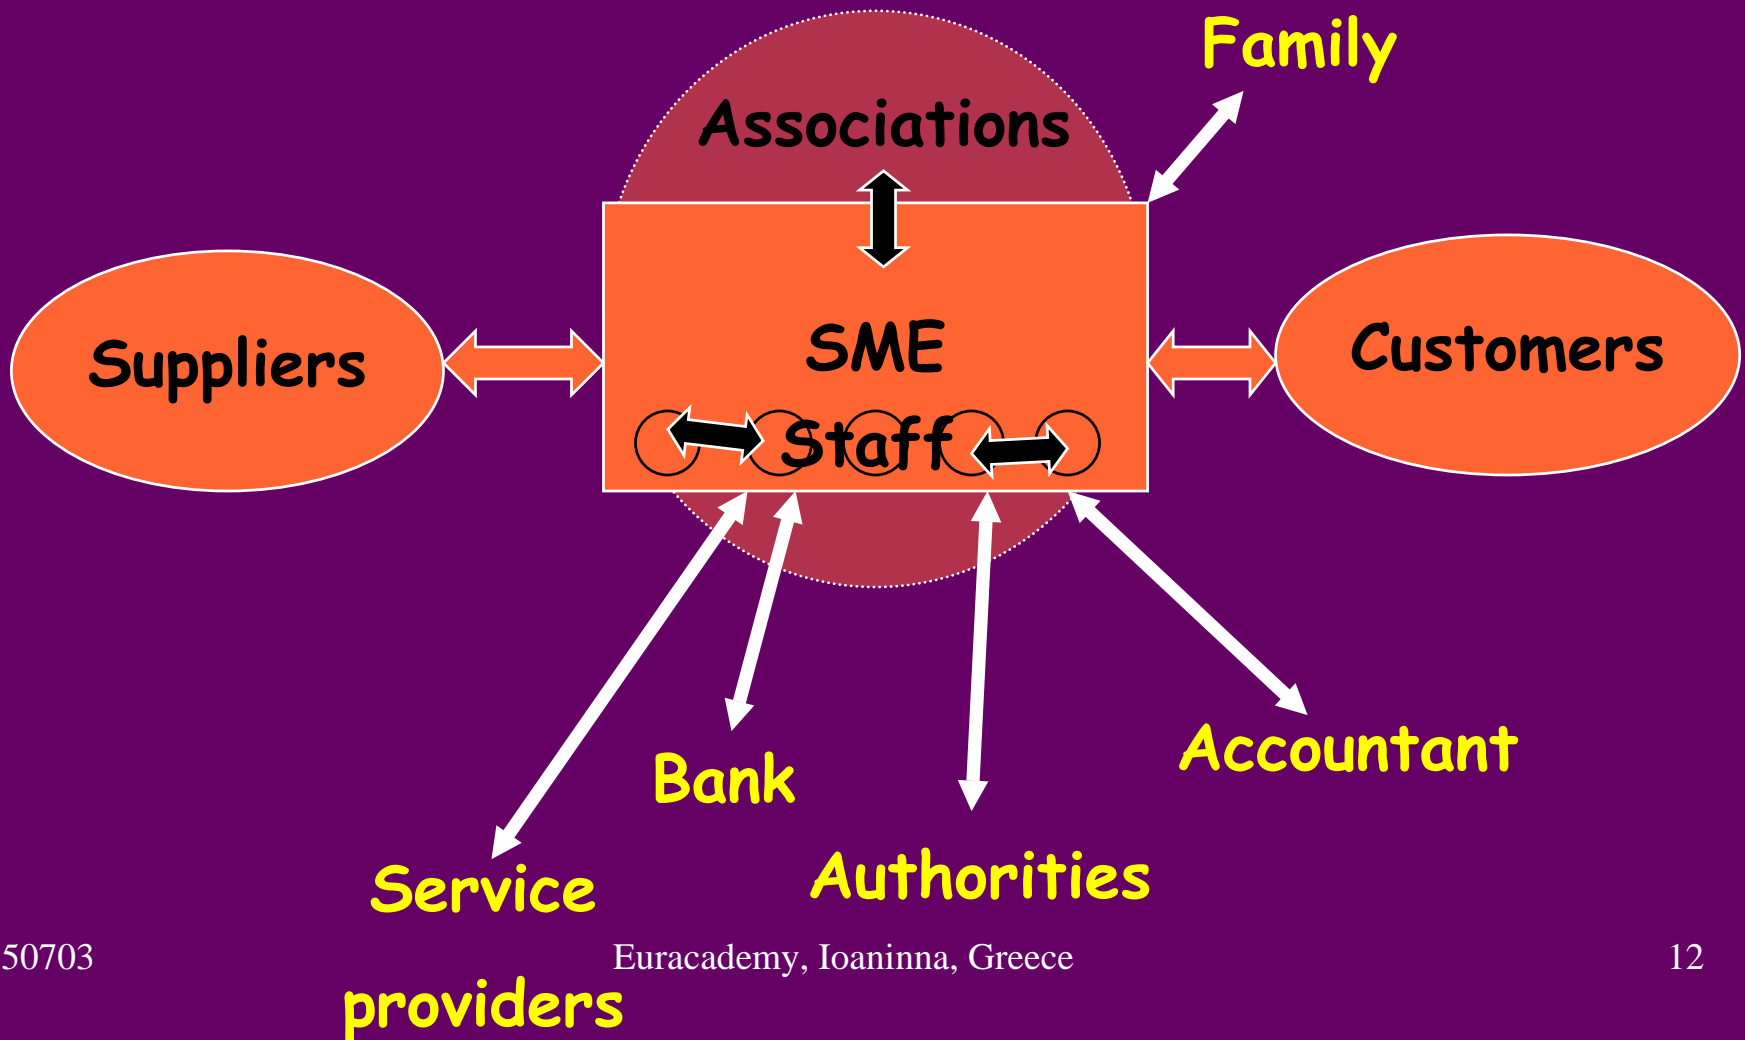 Family
Associations
Suppliers
SME
Customers
Staff
Bank
Accountant
Service
providers
Authorities
50703
Euracademy, Ioaninna, Greece
12